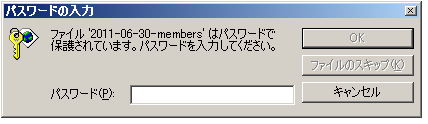 パスワードの入力
ファイル '2011-06-30-members' はパスワードで
保護されています。パスワードを入力してください。
OK
ファイルのスキップ(K)
パスワード(P):
キャンセル